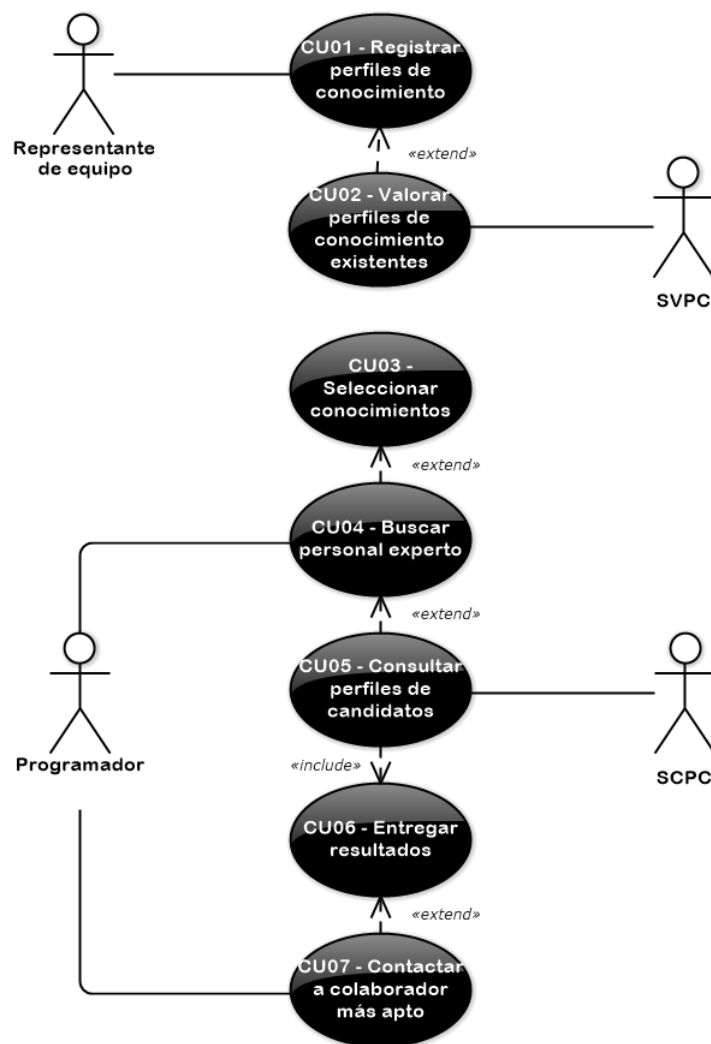 CU01 - Registrar
perfiles de
conocimiento
Representante
de equipo
«extend»
CU02 - Valorar
perfiles de
conocimiento
existentes
SVPC
CU03 -
Seleccionar
conocimientos
«extend»
CU04 - Buscar
personal experto
«extend»
CU05 - Consultar
perfiles de
candidatos
Programador
SCPC
«include»
CU06 - Entregar
resultados
«extend»
CU07 - Contactar
a colaborador
más apto